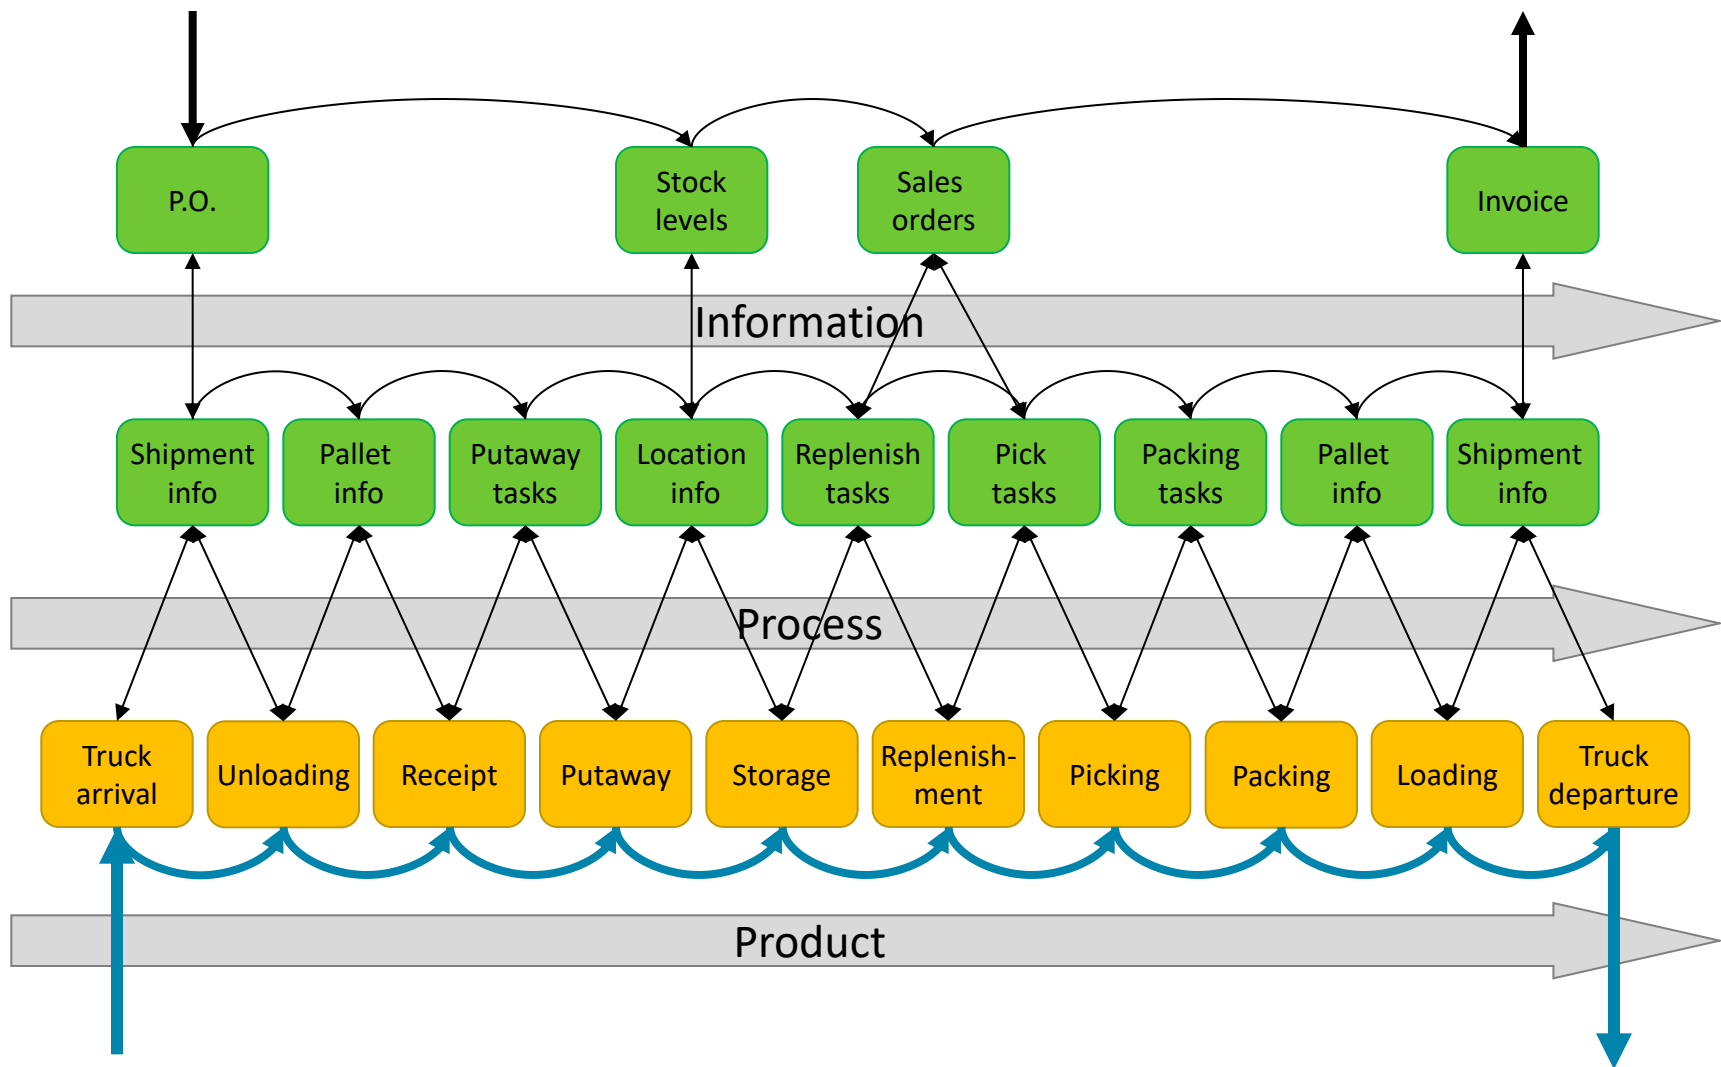 P.O.
Stock
levels
Sales
orders
Invoice
Information
Shipment
info
Pallet
info
Putaway
tasks
Location
info
Replenish
tasks
Pick
tasks
Packing
tasks
Pallet
info
Shipment
info
Process
Truck
arrival
Unloading
Receipt
Putaway
Storage
Replenish-
ment
Picking
Packing
Loading
Truck
departure
Product